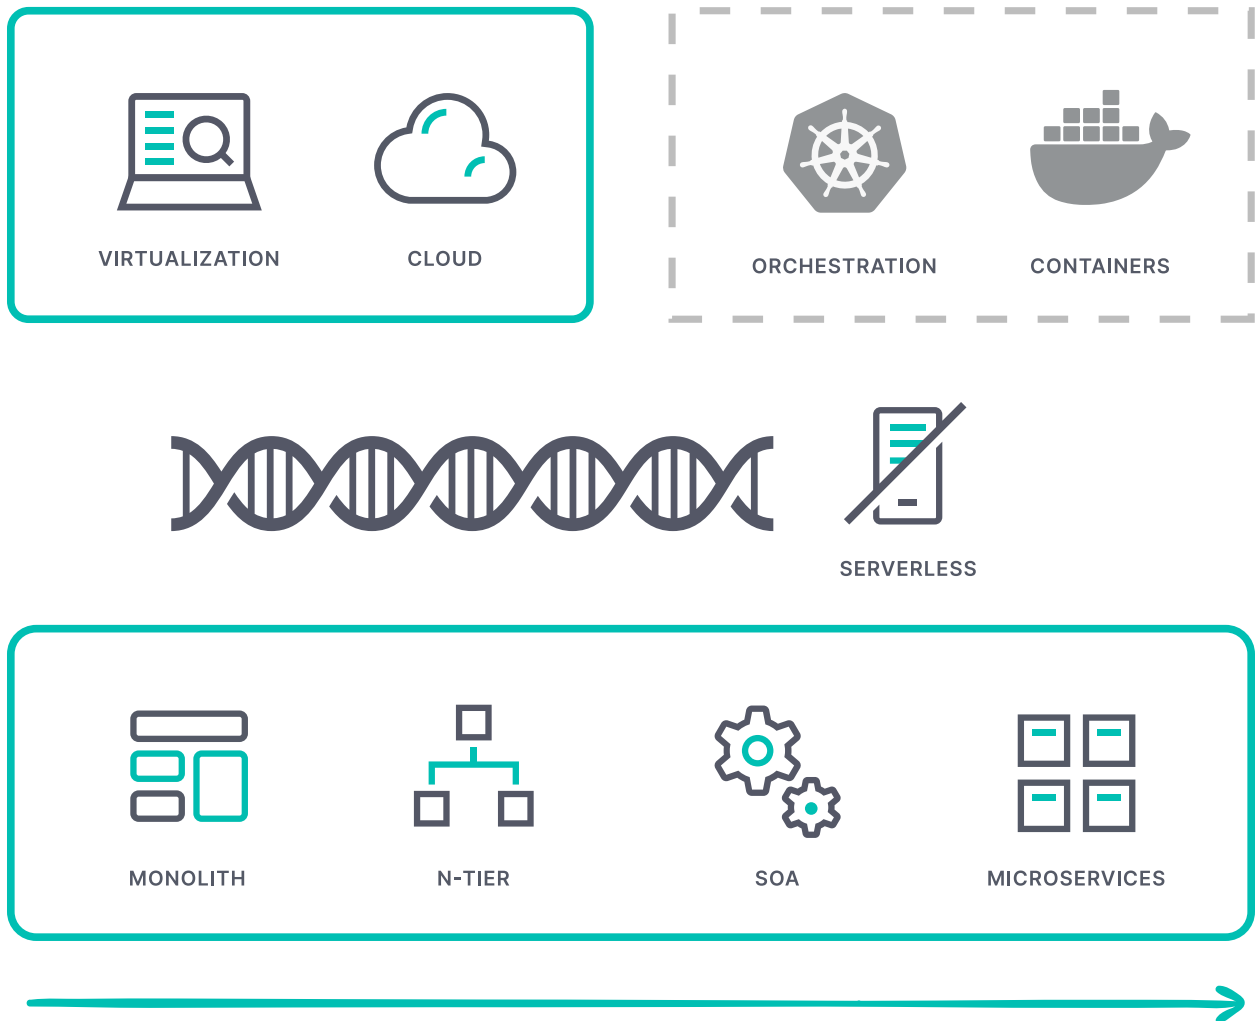 VIRTUALIZATION
CLOUD
ORCHESTRATION
CONTAINERS
SERVERLESS
MONOLITH
N-TIER
SOA
MICROSERVICES